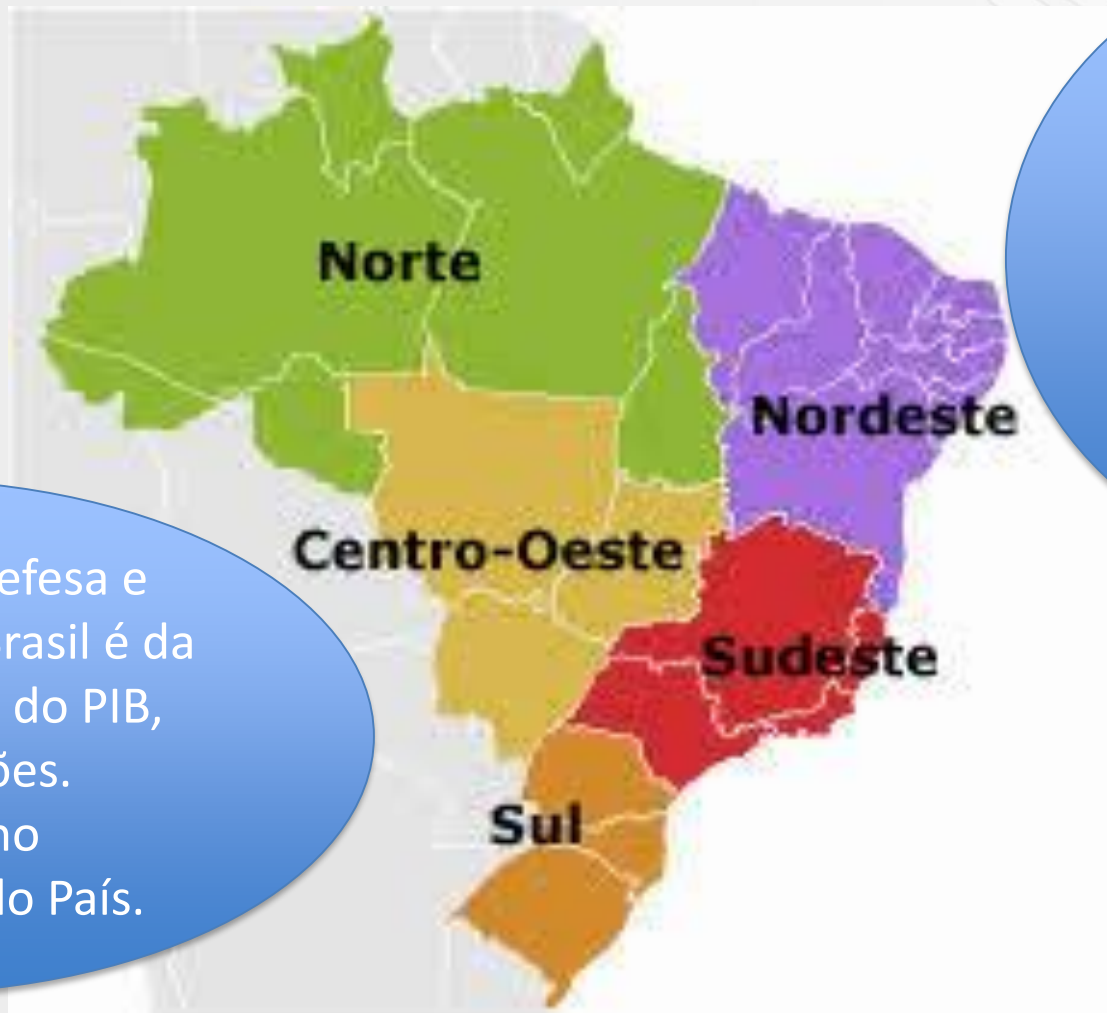 Norte
Nordeste
Centro-Oeste
Sudeste
Sul
efesa e
rasil é da
do PIB,
ões.
no
do País.